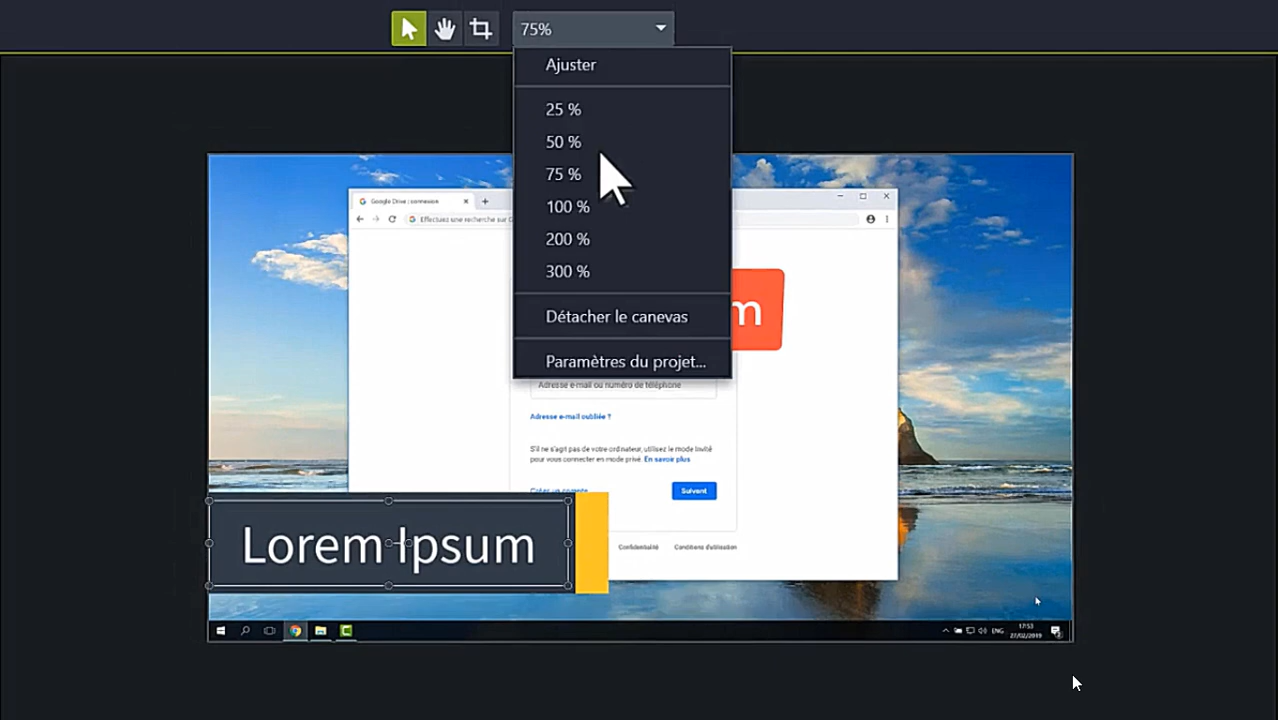 75%
Ajuster
25 %
50 %
75 %
100 %
200 %
300 %
Détacher le canevas
Paramètres du projet...
Google Drive : connexion
Effectuez une recherche sur G
m
Adresse e-mail ou numéro de téléphone
Adresse e-mail oubliée ?
S'il ne s'agit pas de votre ordinateur, utilisez le mode Invité
pour vous connecter en mode privé. En savoir plus
Créer un compte
Suivant
Lorem Ipsum
Confidentialité Conditions d'utilisation
ENG
17:53
27/02/2019